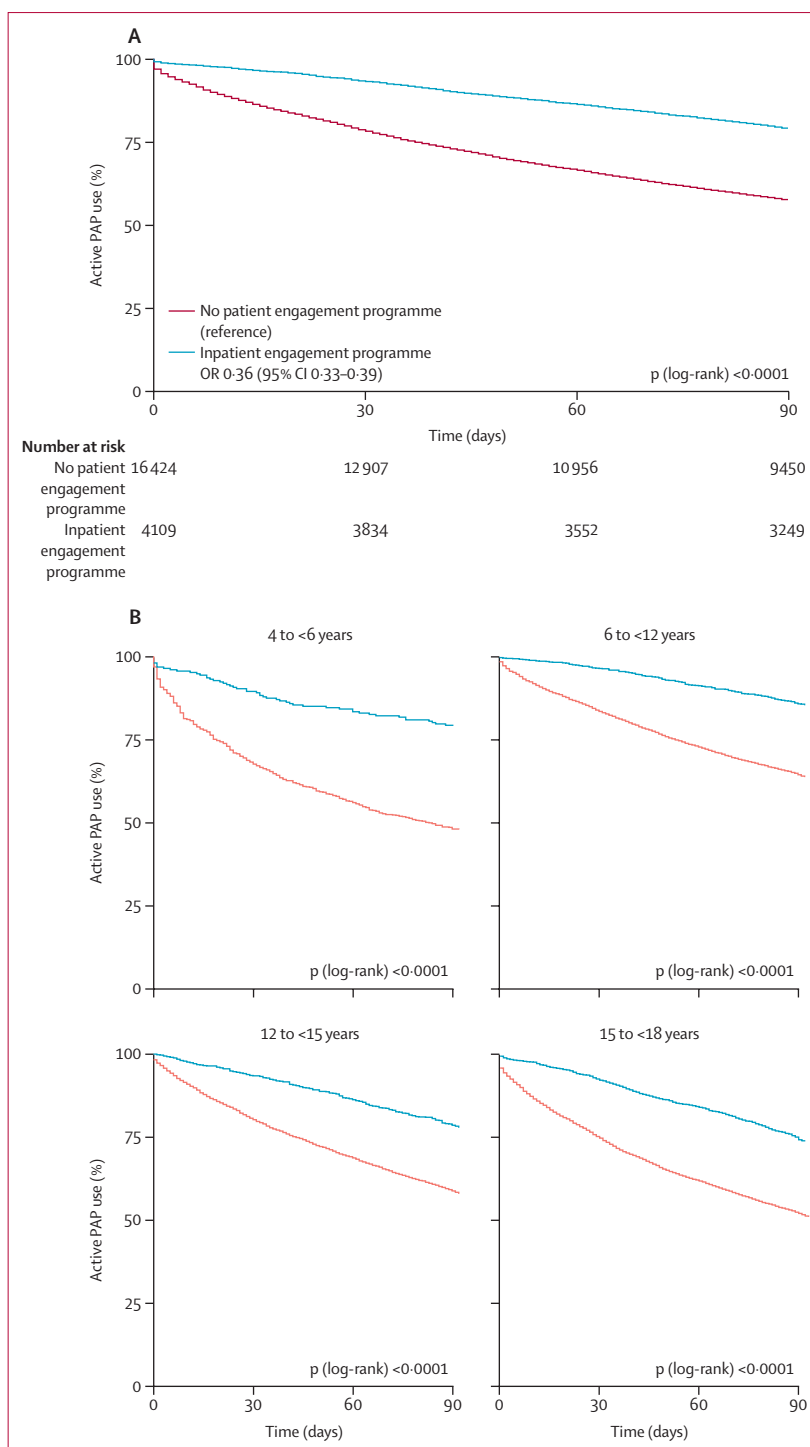 A
100
75
50
25
0
Active PAP use (%)
No patient engagement programme
(reference)
Inpatient engagement programme
OR 0·36 (95% CI 0·33–0·39)
p (log-rank) <0·0001
0 30 60 90
Time (days)
Number at risk
No patient engagement programme 16 424 12 907 10 956 9450
Inpatient engagement programme 4109 3834 3552 3249
B
4 to <6 years
6 to <12 years
100
75
50
25
0
Active PAP use (%)
p (log-rank) <0·0001
p (log-rank) <0·0001
12 to <15 years
15 to <18 years
100
75
50
25
0
Active PAP use (%)
p (log-rank) <0·0001
p (log-rank) <0·0001
0 30 60 90
0 30 60 90
Time (days)
Time (days)